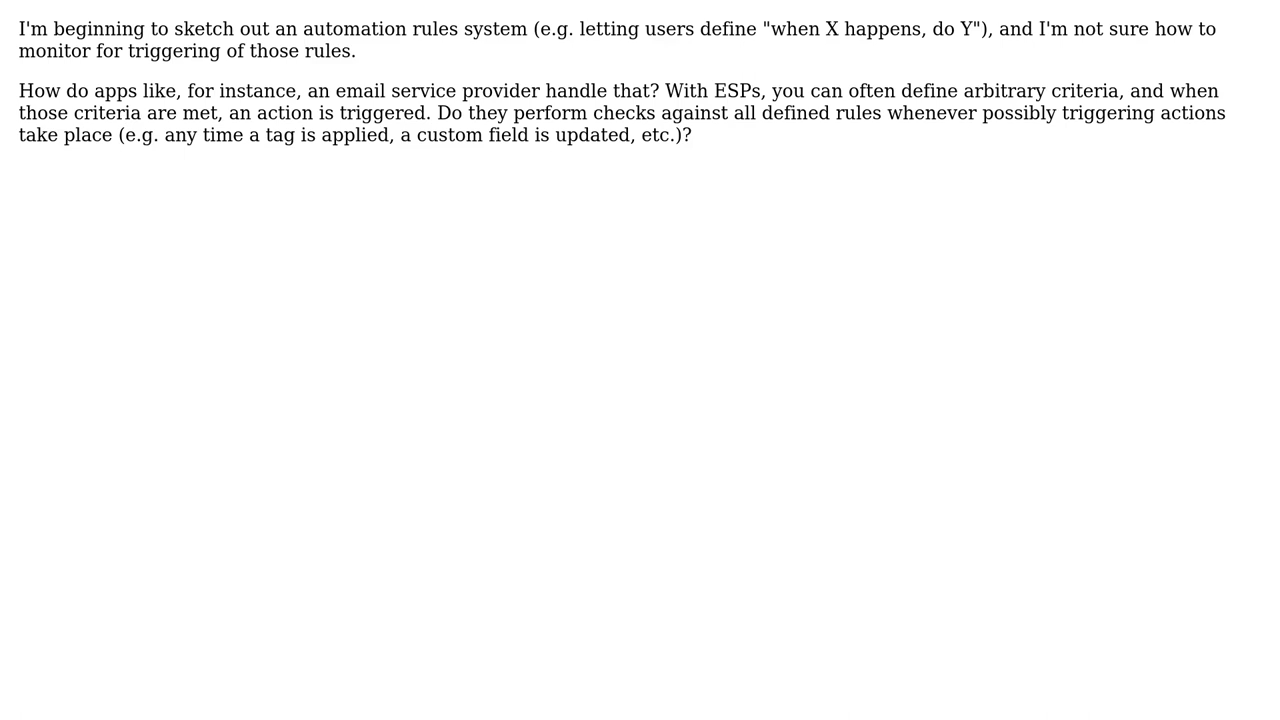 I'm beginning to sketch out an automation rules system (e.g. letting users define "when X happens, do Y"), and I'm not sure how to
monitor for triggering of those rules.
How do apps like, for instance, an email service provider handle that? With ESPs, you can often define arbitrary criteria, and when
those criteria are met, an action is triggered. Do they perform checks against all defined rules whenever possibly triggering actions
take place (e.g. any time a tag is applied, a custom field is updated, etc.)?